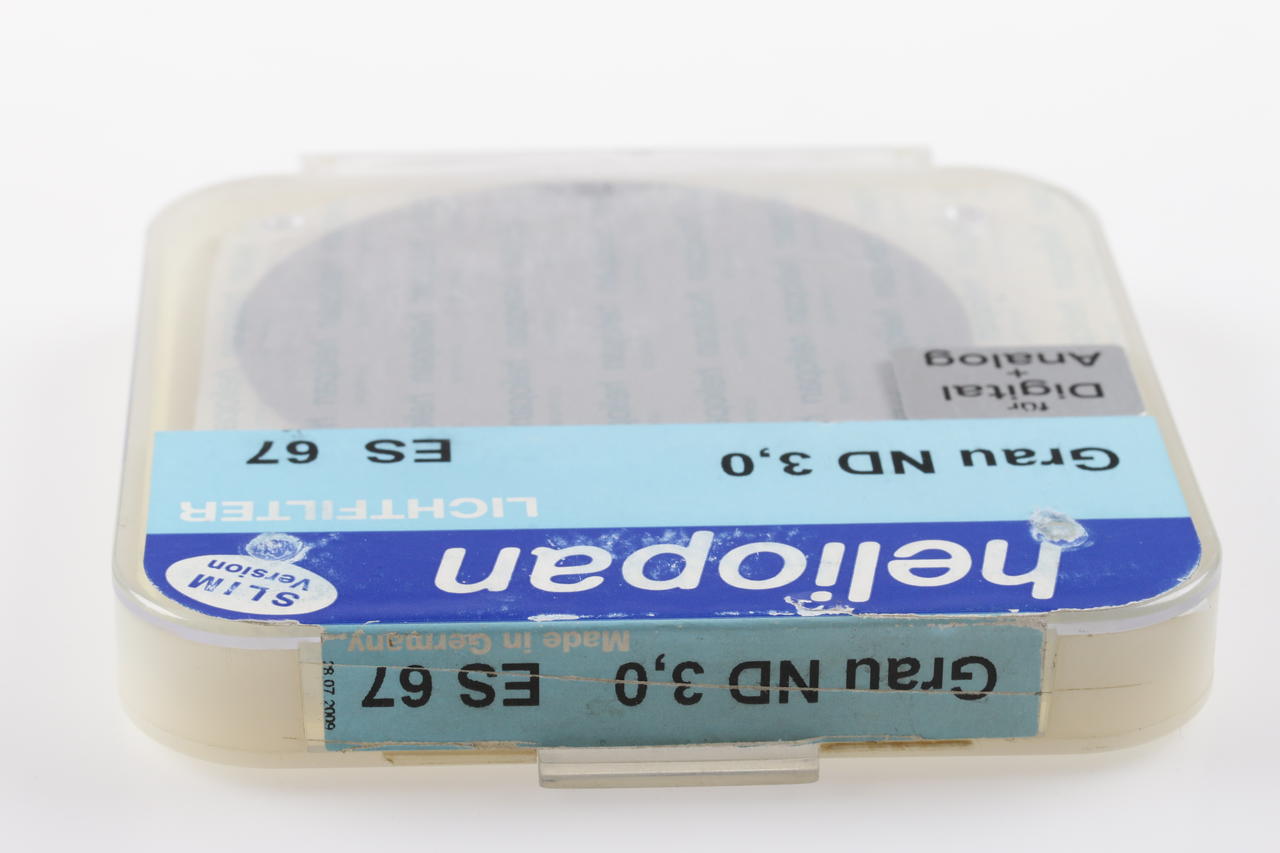 Made in Germany.
Grau ND 3,0 ES 67
28.07.2009
heliopan
SLIM
Version
LICHTFILTER
Grau ND 3,0 ES 67
für
Digital
+
Analog